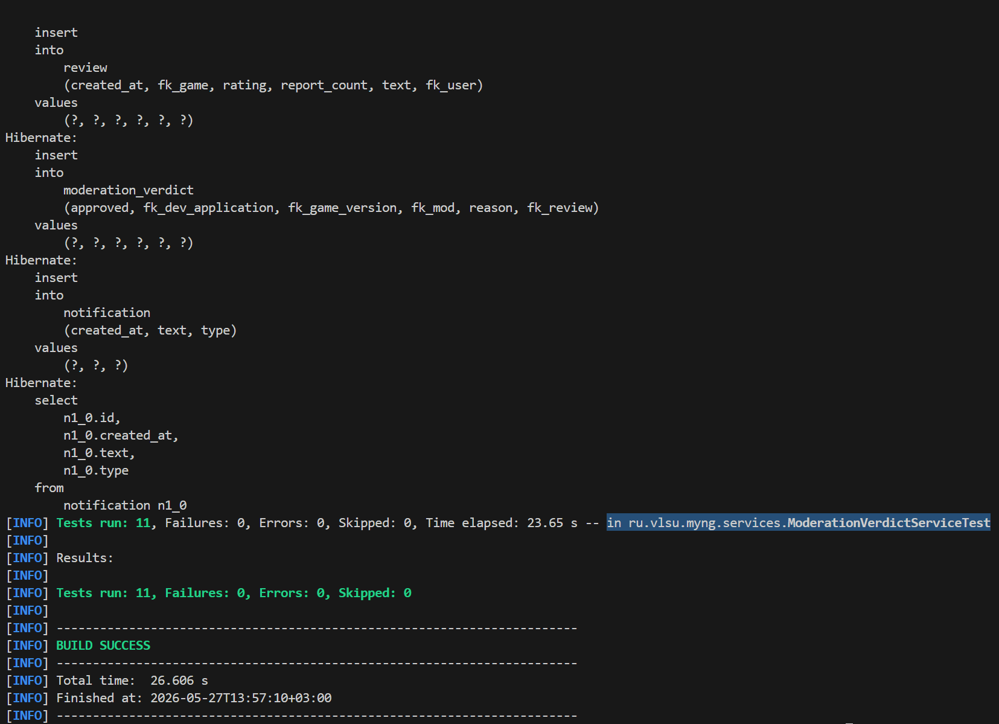 insert
    into
        review
        (created_at, fk_game, rating, report_count, text, fk_user)
    values
        (?, ?, ?, ?, ?, ?)
Hibernate:
    insert
    into
        moderation_verdict
        (approved, fk_dev_application, fk_game_version, fk_mod, reason, fk_review)
    values
        (?, ?, ?, ?, ?, ?)
Hibernate:
    insert
    into
        notification
        (created_at, text, type)
    values
        (?, ?, ?)
Hibernate:
    select
        n1_0.id,
        n1_0.created_at,
        n1_0.text,
        n1_0.type
    from
        notification n1_0
[INFO] Tests run: 11, Failures: 0, Errors: 0, Skipped: 0, Time elapsed: 23.65 s -- in ru.vlsu.myng.services.ModerationVerdictServiceTest
[INFO]
[INFO] Results:
[INFO]
[INFO] Tests run: 11, Failures: 0, Errors: 0, Skipped: 0
[INFO]
[INFO] ------------------------------------------------------------------------
[INFO] BUILD SUCCESS
[INFO] ------------------------------------------------------------------------
[INFO] Total time:  26.606 s
[INFO] Finished at: 2026-05-27T13:57:10+03:00
[INFO] ------------------------------------------------------------------------